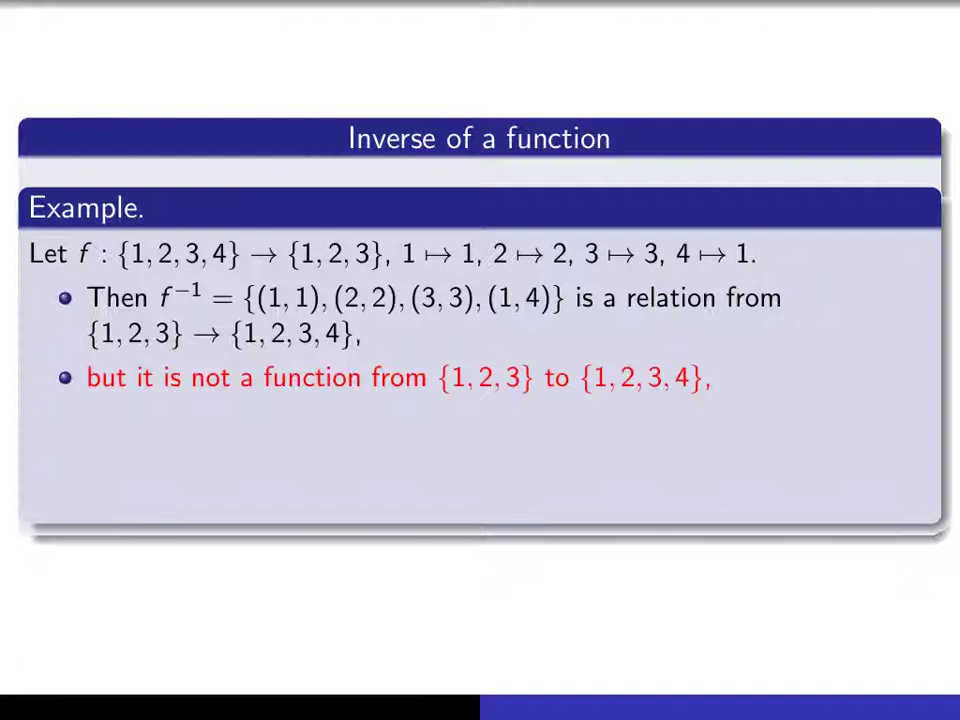 Inverse of a function
Example.
Let f : {1, 2, 3, 4} → {1, 2, 3}, 1 ↦ 1, 2 ↦ 2, 3 ↦ 3, 4 ↦ 1.
Then f⁻¹ = {(1, 1), (2, 2), (3, 3), (1, 4)} is a relation from
{1, 2, 3} → {1, 2, 3, 4},
but it is not a function from {1, 2, 3} to {1, 2, 3, 4},